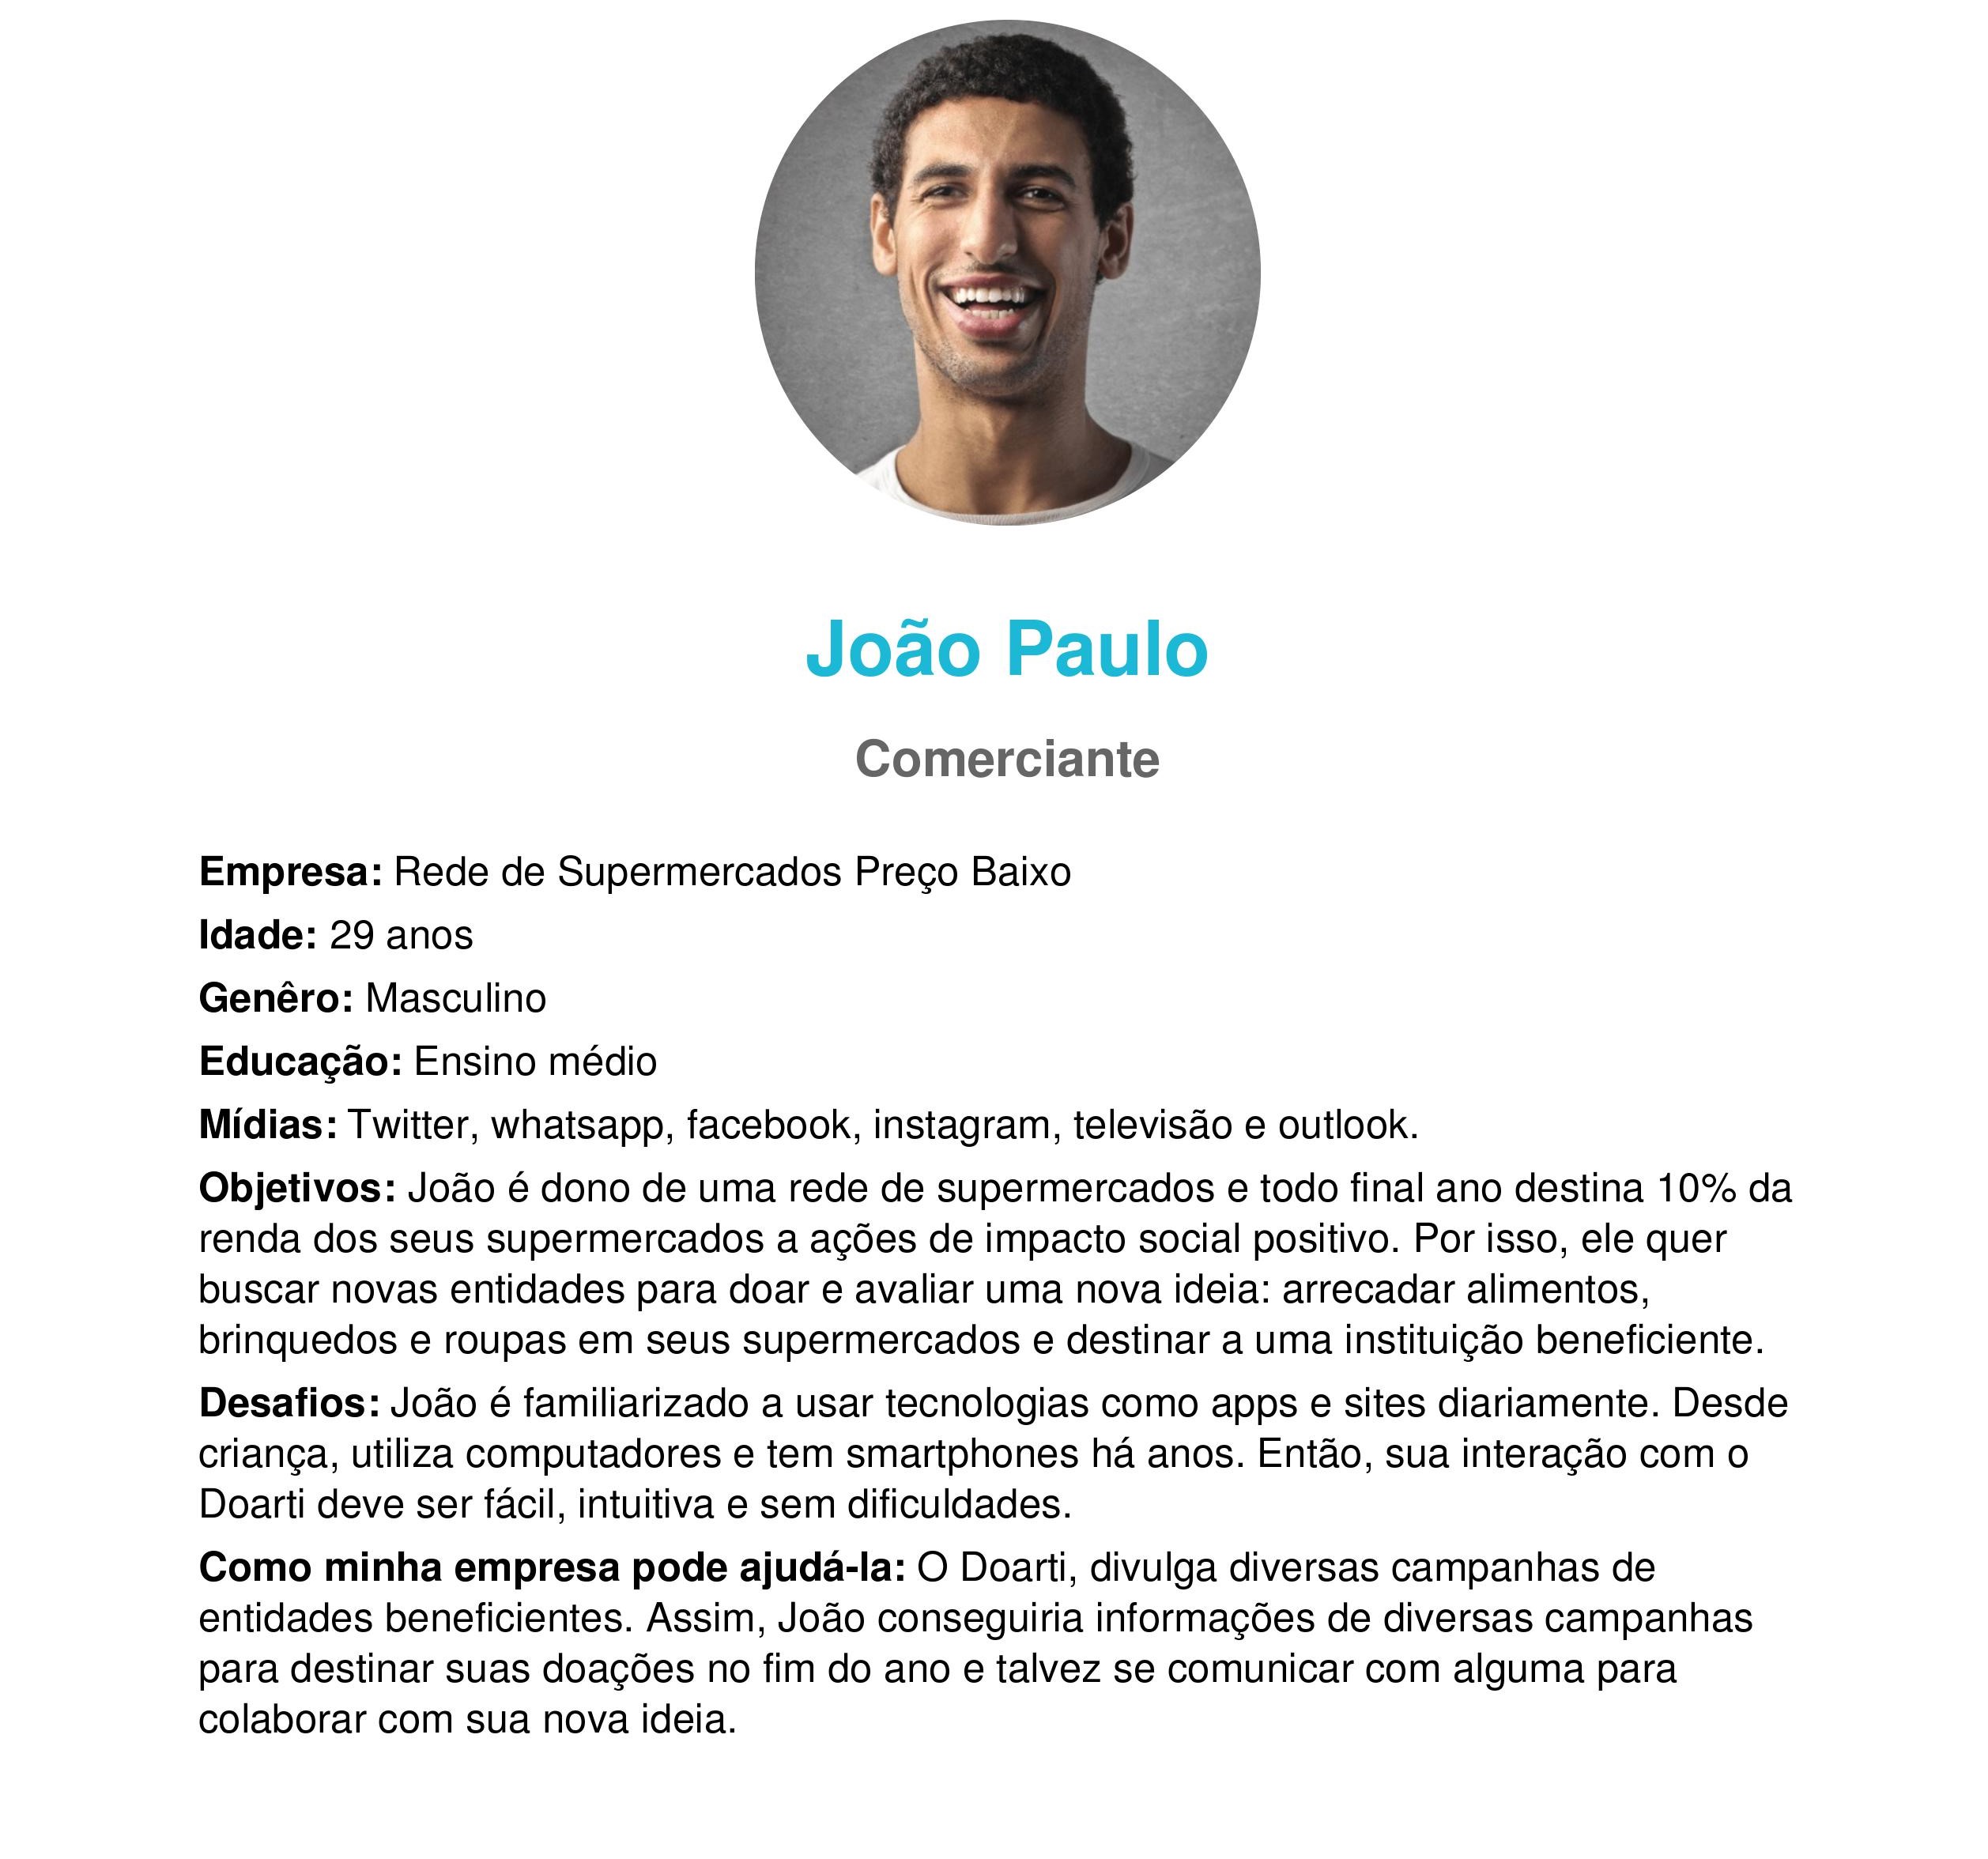 João Paulo
Comerciante
Empresa: Rede de Supermercados Preço Baixo
Idade: 29 anos
Genêro: Masculino
Educação: Ensino médio
Mídias: Twitter, whatsapp, facebook, instagram, televisão e outlook.
Objetivos: João é dono de uma rede de supermercados e todo final ano destina 10% da
renda dos seus supermercados a ações de impacto social positivo. Por isso, ele quer
buscar novas entidades para doar e avaliar uma nova ideia: arrecadar alimentos,
brinquedos e roupas em seus supermercados e destinar a uma instituição beneficiente.
Desafios: João é familiarizado a usar tecnologias como apps e sites diariamente. Desde
criança, utiliza computadores e tem smartphones há anos. Então, sua interação com o
Doarti deve ser fácil, intuitiva e sem dificuldades.
Como minha empresa pode ajudá-la: O Doarti, divulga diversas campanhas de
entidades beneficientes. Assim, João conseguiria informações de diversas campanhas
para destinar suas doações no fim do ano e talvez se comunicar com alguma para
colaborar com sua nova ideia.